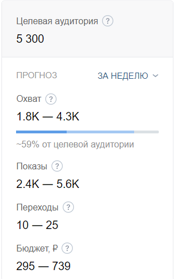 Целевая аудитория ?
5 300
ПРОГНОЗ ЗА НЕДЕЛЮ
Охват ?
1.8K — 4.3K
~59% от целевой аудитории
Показы ?
2.4K — 5.6K
Переходы ?
10 — 25
Бюджет, ₽ ?
295 — 739